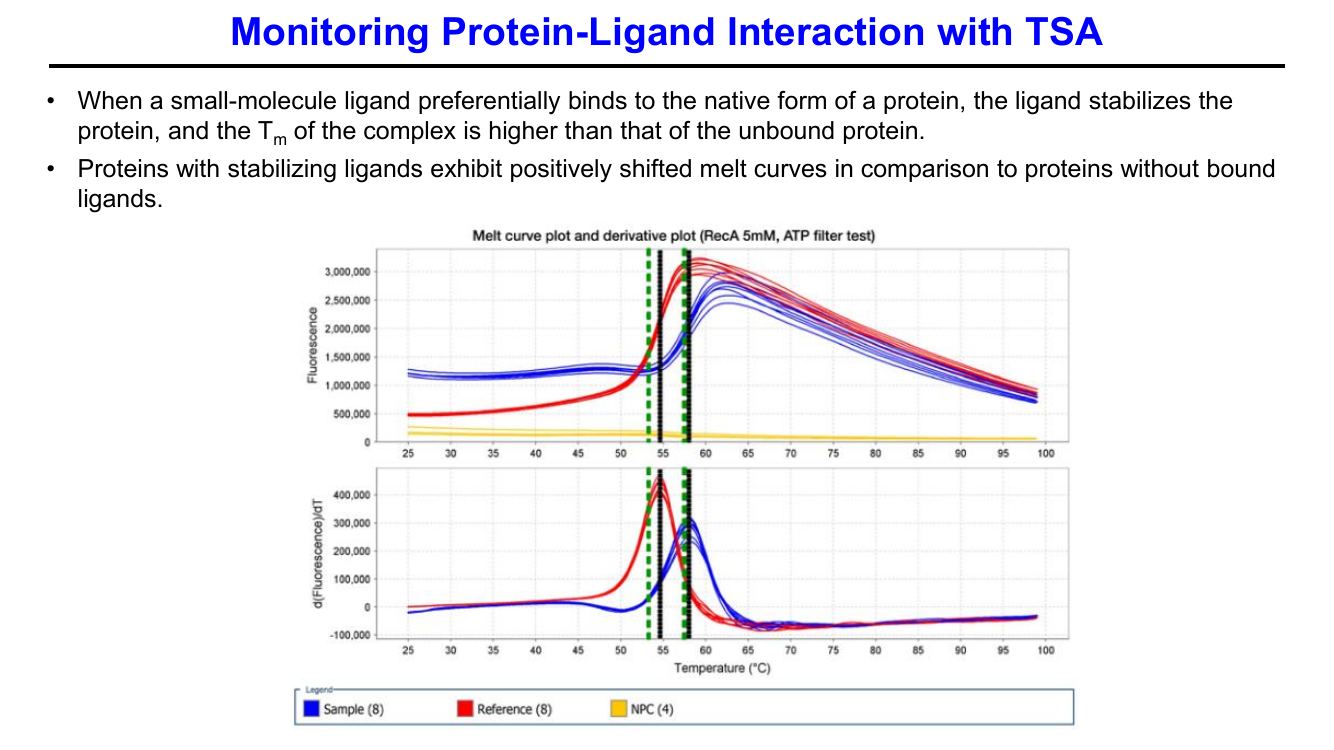 Monitoring Protein-Ligand Interaction with TSA
• When a small-molecule ligand preferentially binds to the native form of a protein, the ligand stabilizes the
protein, and the Tm of the complex is higher than that of the unbound protein.
• Proteins with stabilizing ligands exhibit positively shifted melt curves in comparison to proteins without bound
ligands.
Melt curve plot and derivative plot (RecA 5mM, ATP filter test)
Fluorescence
3,000,000
2,500,000
2,000,000
1,500,000
1,000,000
500,000
0
25 30 35 40 45 50 55 60 65 70 75 80 85 90 95 100
d(Fluorescence)/dT
400,000
300,000
200,000
100,000
0
-100,000
25 30 35 40 45 50 55 60 65 70 75 80 85 90 95 100
Temperature (°C)
Legend
Sample (8) Reference (8) NPC (4)